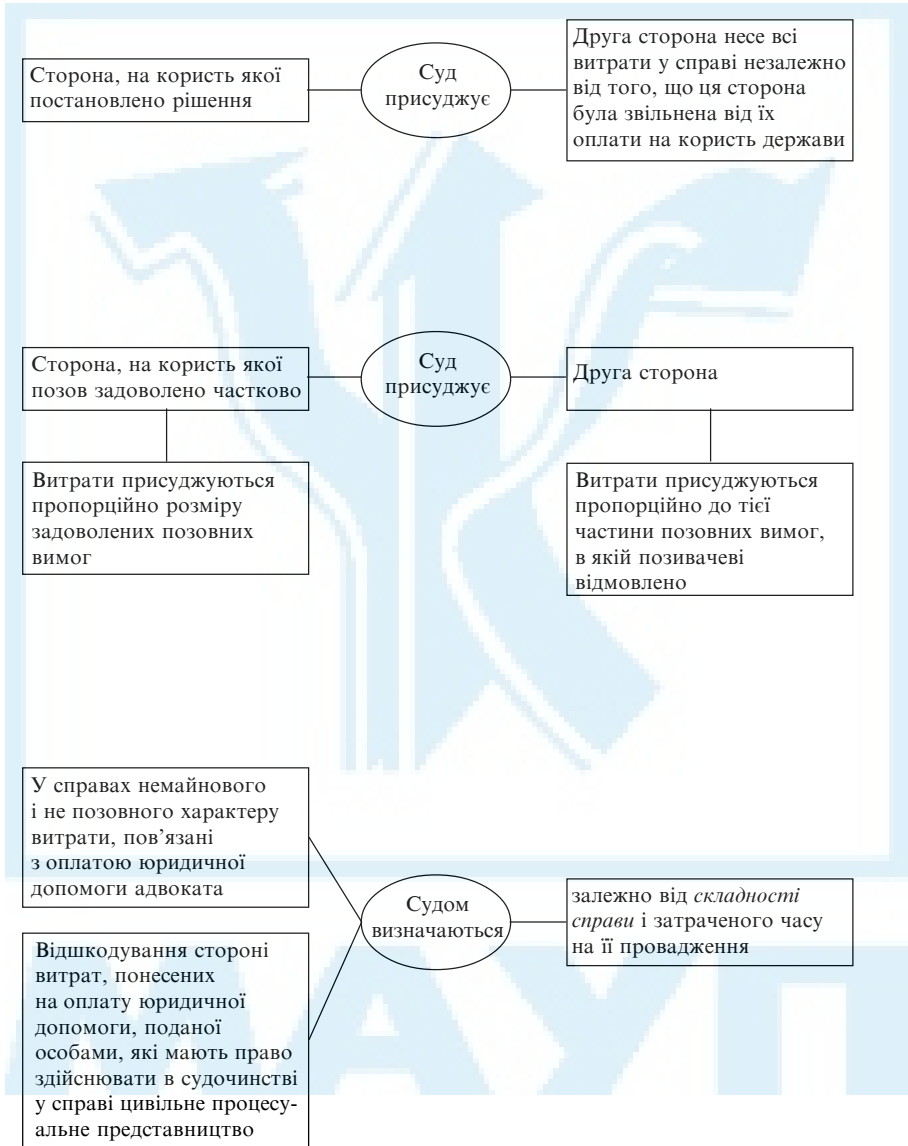 Сторона, на користь якої
постановлено рішення
Суд
присуджує
Друга сторона несе всі
витрати у справі незалежно
від того, що ця сторона
була звільнена від їх
оплати на користь держави
Сторона, на користь якої
позов задоволено частково
Суд
присуджує
Друга сторона
Витрати присуджуються
пропорційно розміру
задоволених позовних
вимог
Витрати присуджуються
пропорційно до тієї
частини позовних вимог,
в якій позивачеві
відмовлено
У справах немайнового
і не позовного характеру
витрати, пов’язані
з оплатою юридичної
допомоги адвоката
Судом
визначаються
залежно від складності
справи і затраченого часу
на її провадження
Відшкодування стороні
витрат, понесених
на оплату юридичної
допомоги, поданої
особами, які мають право
здійснювати в судочинстві
у справі цивільне процесу-
альне представництво
МАУП